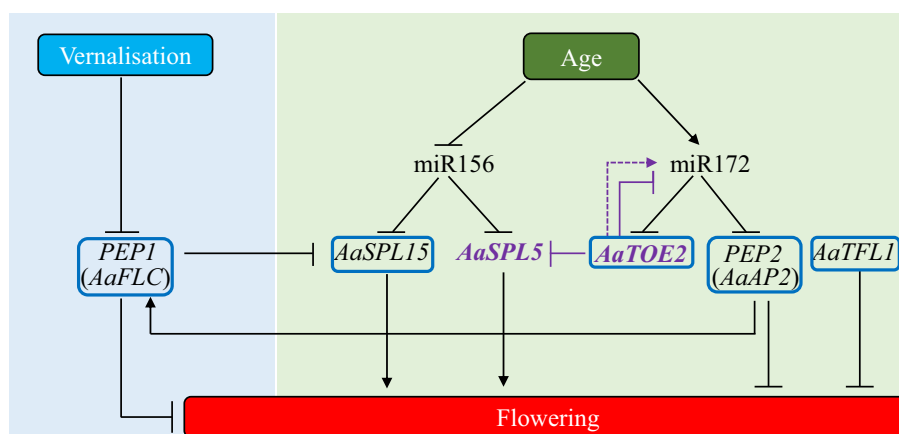 Vernalisation
Age
miR156
miR172
PEP1
(AaFLC)
AaSPL15
AaSPL5
AaTOE2
PEP2
(AaAP2)
AaTFL1
Flowering